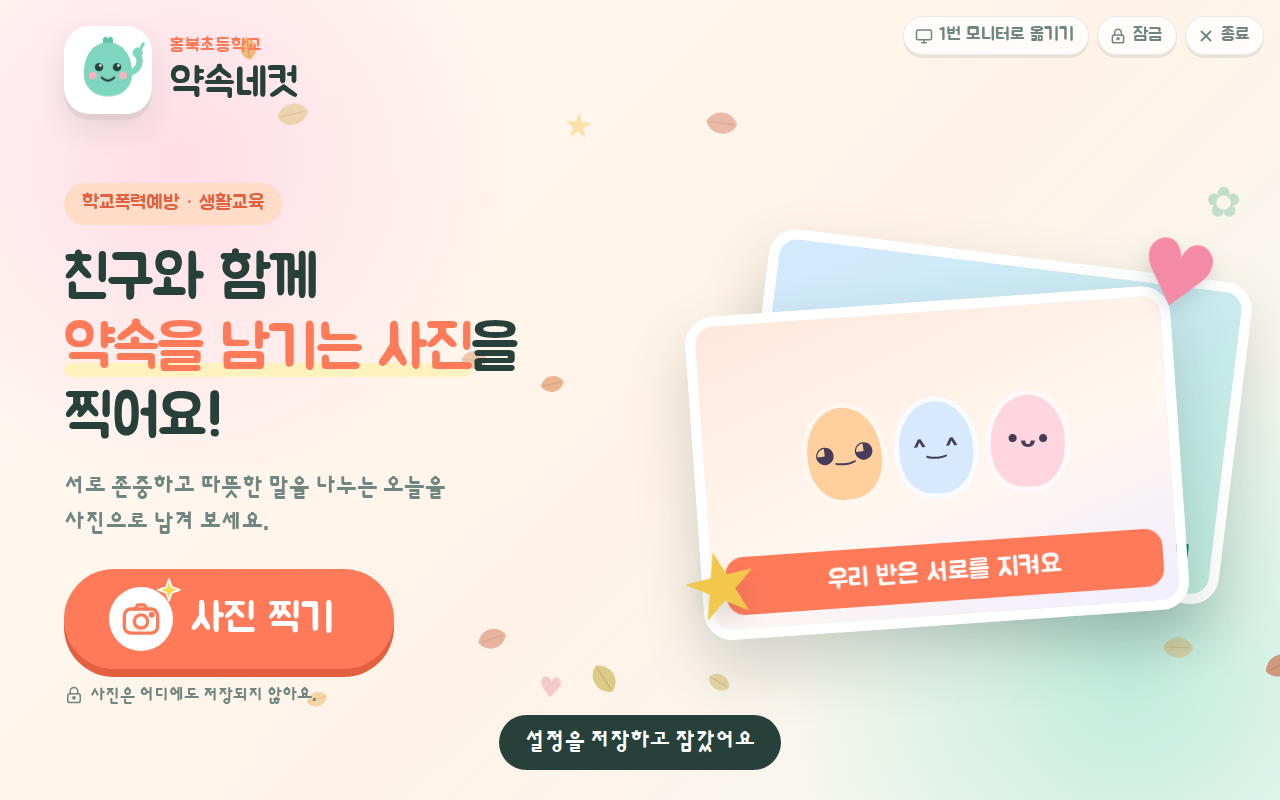 홍북초등학교
약속네컷
1번 모니터로 옮기기
잠금
종료
학교폭력예방 · 생활교육
친구와 함께
약속을 남기는 사진을
찍어요!
서로 존중하고 따뜻한 말을 나누는 오늘을
사진으로 남겨 보세요.
우리 반은 서로를 지켜요
사진 찍기
사진은 어디에도 저장되지 않아요.
설정을 저장하고 잠갔어요